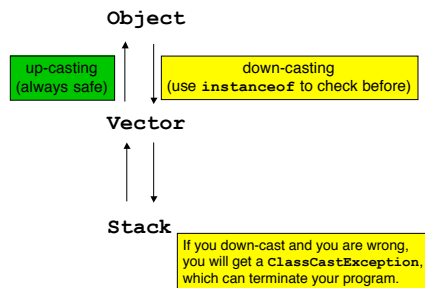 Object
up-casting
(always safe)
down-casting
(use instanceof to check before)
Vector
Stack
If you down-cast and you are wrong,
you will get a ClassCastException,
which can terminate your program.